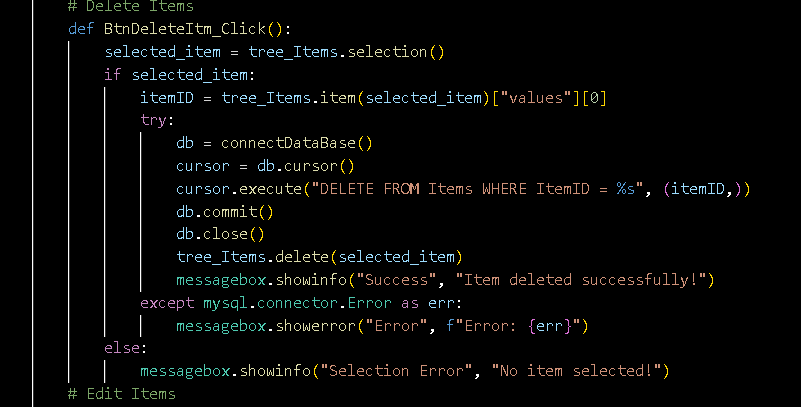 # Delete Items
def BtnDeleteItm_Click():
selected_item = tree_Items.selection()
if selected_item:
itemID = tree_Items.item(selected_item)["values"][0]
try:
db = connectDataBase()
cursor = db.cursor()
cursor.execute("DELETE FROM Items WHERE ItemID = %s", (itemID,))
db.commit()
db.close()
tree_Items.delete(selected_item)
messagebox.showinfo("Success", "Item deleted successfully!")
except mysql.connector.Error as err:
messagebox.showerror("Error", f"Error: {err}")
else:
messagebox.showinfo("Selection Error", "No item selected!")
# Edit Items